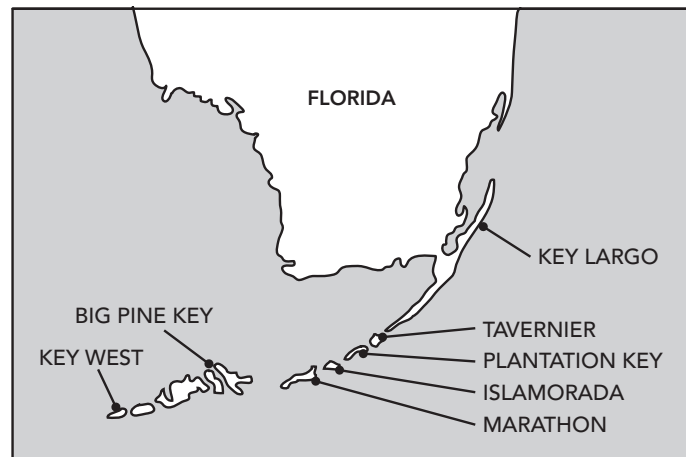 FLORIDA
KEY LARGO
BIG PINE KEY
TAVERNIER
KEY WEST
PLANTATION KEY
ISLAMORADA
MARATHON